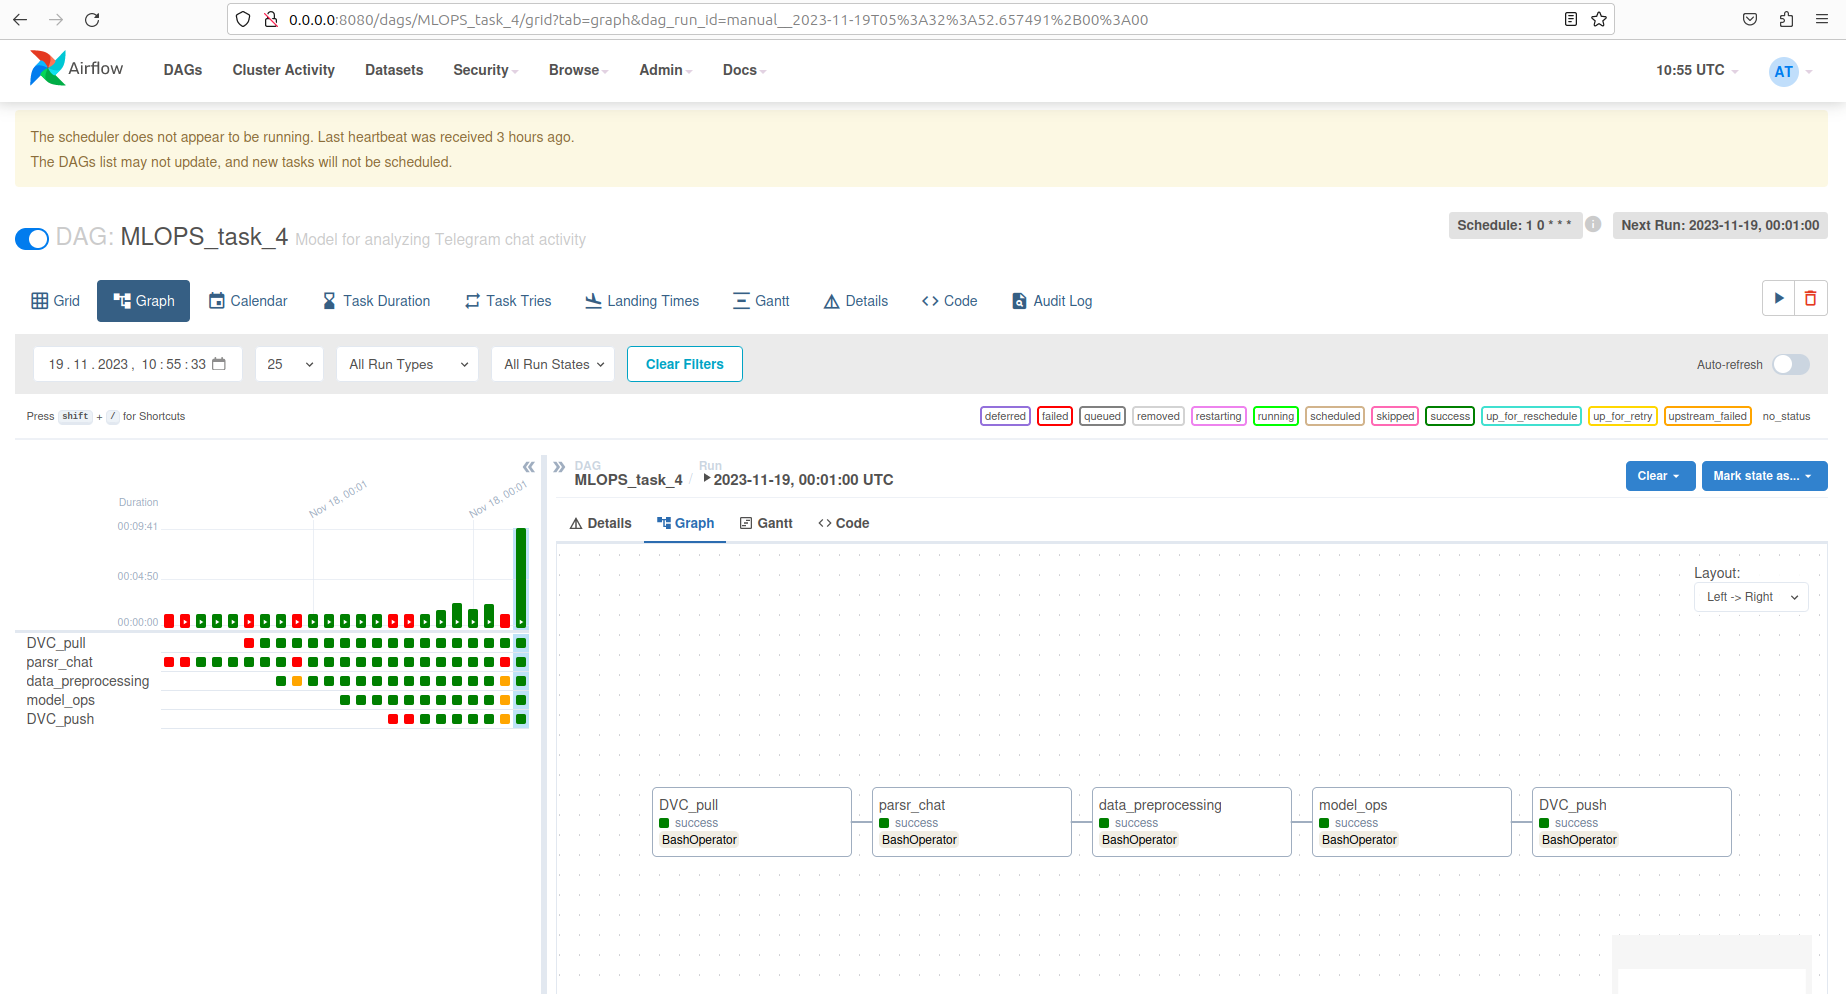 0.0.0.0:8080/dags/MLOPS_task_4/grid?tab=graph&dag_run_id=manual__2023-11-19T05%3A32%3A52.657491%2B00%3A00
Airflow DAGs Cluster Activity Datasets Security Browse Admin Docs 10:55 UTC AT
The scheduler does not appear to be running. Last heartbeat was received 3 hours ago.
The DAGs list may not update, and new tasks will not be scheduled.
DAG: MLOPS_task_4 Model for analyzing Telegram chat activity Schedule: 1 0 * * * i Next Run: 2023-11-19, 00:01:00
Grid Graph Calendar Task Duration Task Tries Landing Times Gantt Details Code Audit Log
19.11.2023, 10:55:33 25 All Run Types All Run States Clear Filters Auto-refresh
Press shift + / for Shortcuts deferred failed queued removed restarting running scheduled skipped success up_for_reschedule up_for_retry upstream_failed no_status
DAG Run
MLOPS_task_4 / 2023-11-19, 00:01:00 UTC Clear Mark state as...
Details Graph Gantt Code
Nov 18, 00:01 Nov 18, 00:01
Duration
00:09:41
00:04:50
00:00:00
DVC_pull
parsr_chat
data_preprocessing
model_ops
DVC_push
Layout:
Left -> Right
DVC_pull
success
BashOperator
parsr_chat
success
BashOperator
data_preprocessing
success
BashOperator
model_ops
success
BashOperator
DVC_push
success
BashOperator